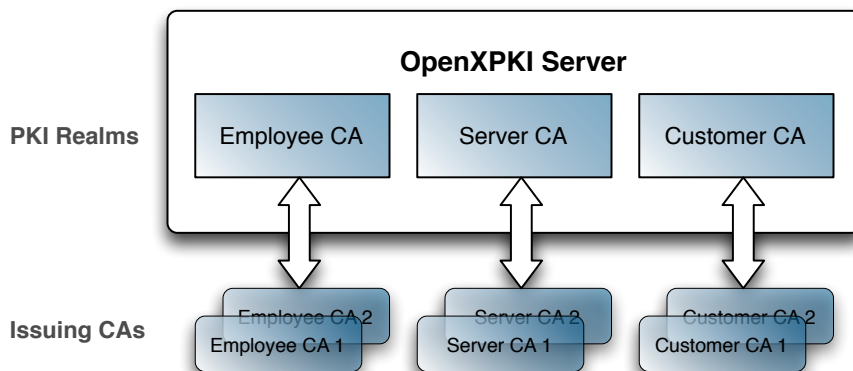 OpenXPKI Server
PKI Realms
Employee CA
Server CA
Customer CA
Issuing CAs
Employee CA 2
Employee CA 1
Server CA 2
Server CA 1
Customer CA 2
Customer CA 1